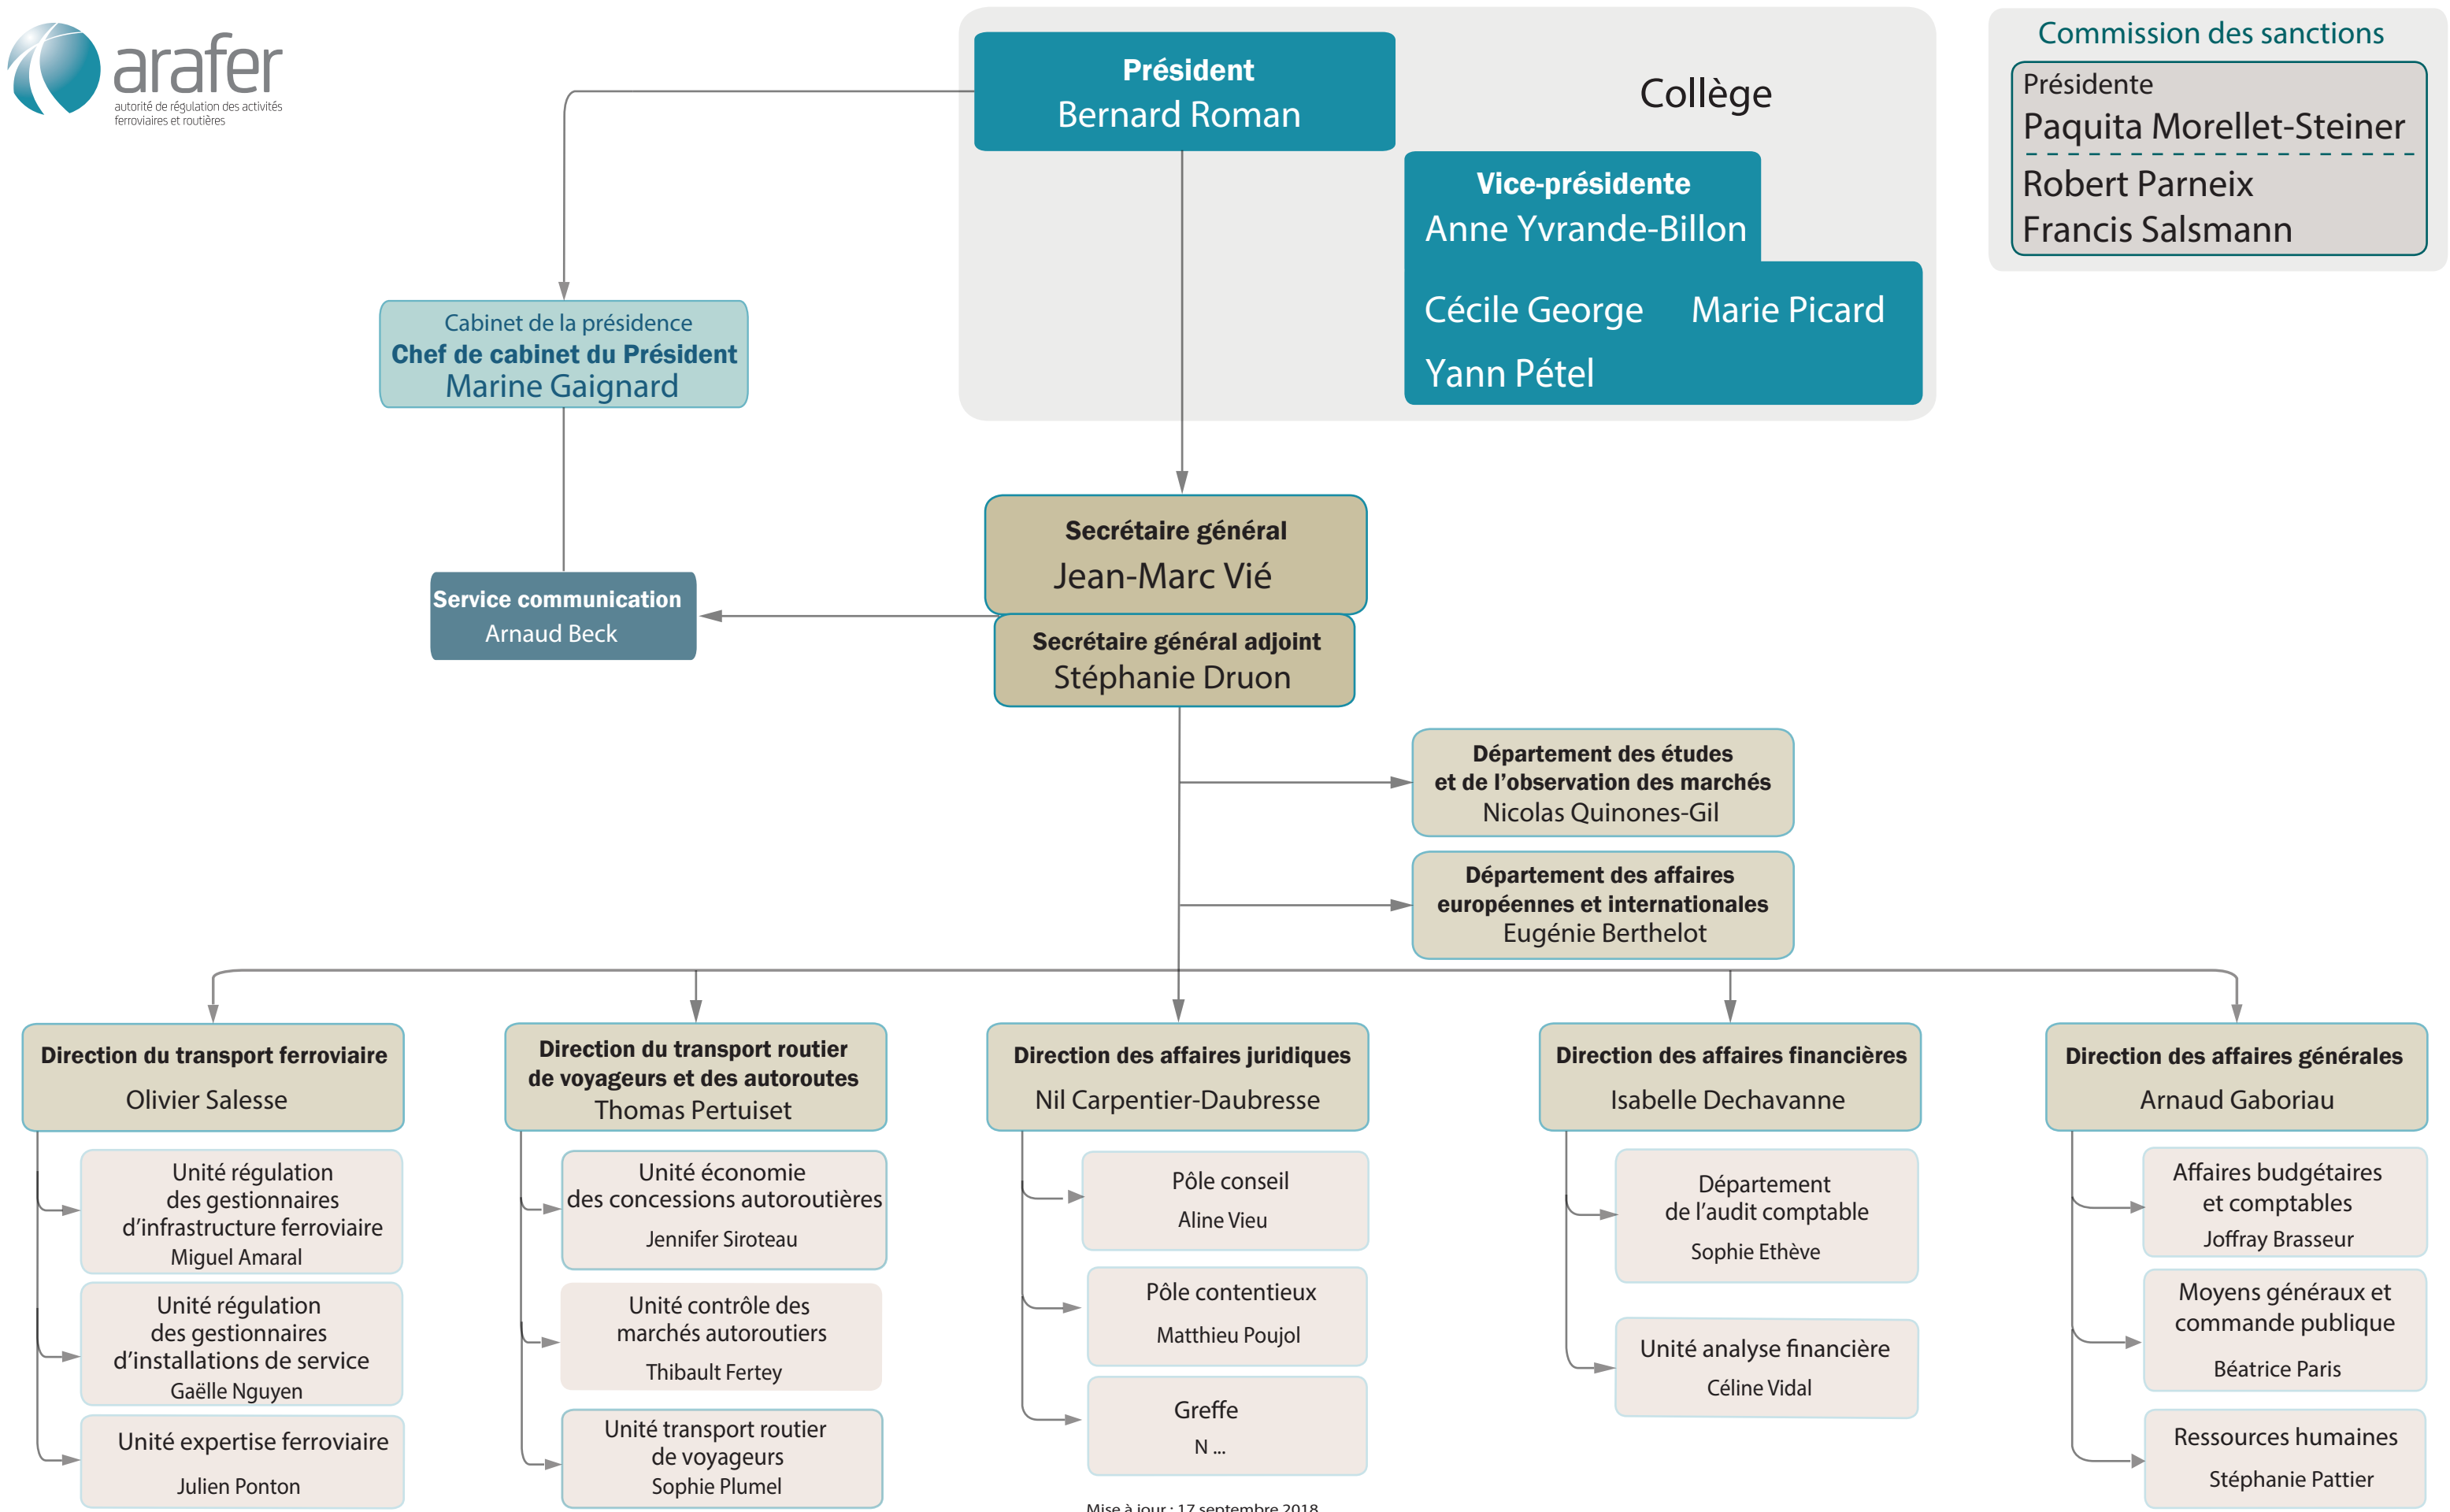 arafer
autorité de régulation des activités
ferroviaires et routières
Président
Bernard Roman
Collège
Vice-présidente
Anne Yvrande-Billon
Cécile George Marie Picard
Yann Pétel
Commission des sanctions
Présidente
Paquita Morellet-Steiner
Robert Parneix
Francis Salsmann
Cabinet de la présidence
Chef de cabinet du Président
Marine Gaignard
Secrétaire général
Jean-Marc Vié
Service communication
Arnaud Beck
Secrétaire général adjoint
Stéphanie Druon
Département des études
et de l’observation des marchés
Nicolas Quinones-Gil
Département des affaires
européennes et internationales
Eugénie Berthelot
Direction du transport ferroviaire
Olivier Salesse
Unité régulation
des gestionnaires
d’infrastructure ferroviaire
Miguel Amaral
Unité régulation
des gestionnaires
d’installations de service
Gaëlle Nguyen
Unité expertise ferroviaire
Julien Ponton
Direction du transport routier
de voyageurs et des autoroutes
Thomas Pertuiset
Unité économie
des concessions autoroutières
Jennifer Siroteau
Unité contrôle des
marchés autoroutiers
Thibault Fertey
Unité transport routier
de voyageurs
Sophie Plumel
Direction des affaires juridiques
Nil Carpentier-Daubresse
Pôle conseil
Aline Vieu
Pôle contentieux
Matthieu Poujol
Greffe
N ...
Direction des affaires financières
Isabelle Dechavanne
Département
de l’audit comptable
Sophie Ethève
Unité analyse financière
Céline Vidal
Direction des affaires générales
Arnaud Gaboriau
Affaires budgétaires
et comptables
Joffray Brasseur
Moyens généraux et
commande publique
Béatrice Paris
Ressources humaines
Stéphanie Pattier
Mise à jour : 17 septembre 2018